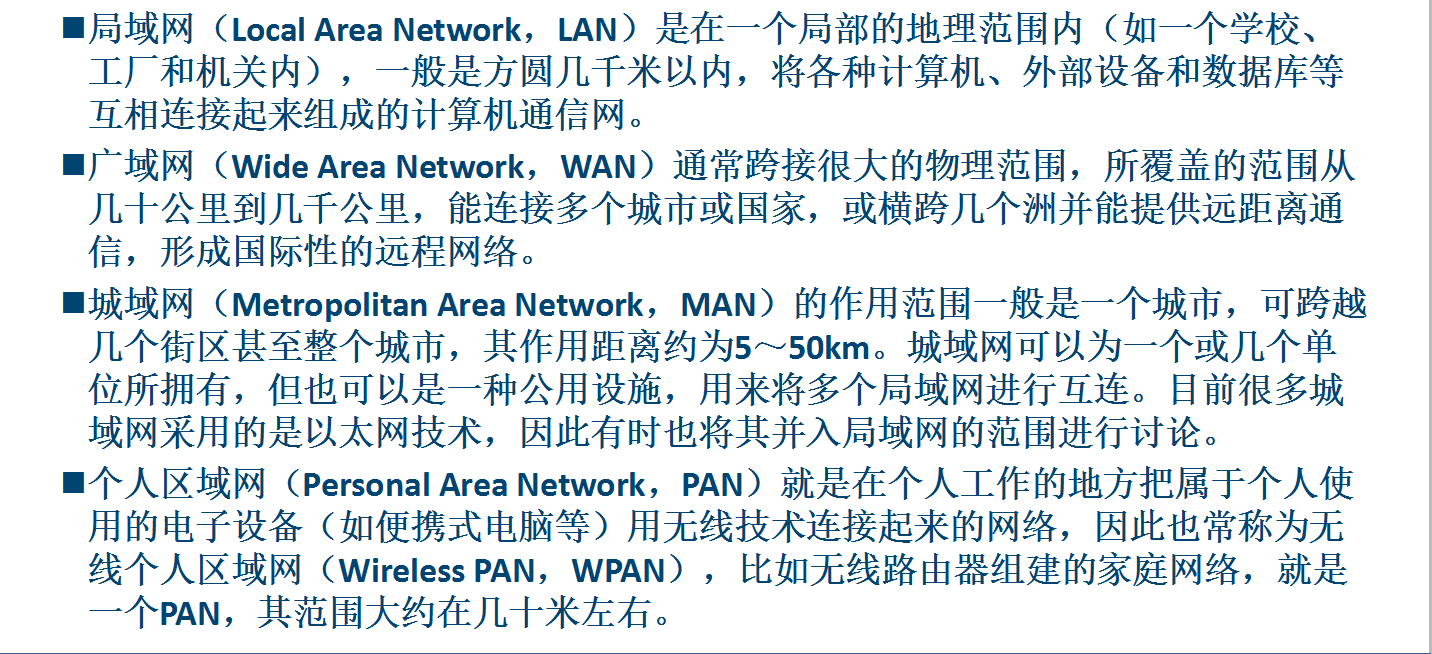 ■局域网（Local Area Network，LAN）是在一个局部的地理范围内（如一个学校、
工厂和机关内），一般是方圆几千米以内，将各种计算机、外部设备和数据库等
互相连接起来组成的计算机通信网。
■广域网（Wide Area Network，WAN）通常跨接很大的物理范围，所覆盖的范围从
几十公里到几千公里，能连接多个城市或国家，或横跨几个洲并能提供远距离通
信，形成国际性的远程网络。
■城域网（Metropolitan Area Network，MAN）的作用范围一般是一个城市，可跨越
几个街区甚至整个城市，其作用距离约为5～50km。城域网可以为一个或几个单
位所拥有，但也可以是一种公用设施，用来将多个局域网进行互连。目前很多城
域网采用的是以太网技术，因此有时也将其并入局域网的范围进行讨论。
■个人区域网（Personal Area Network，PAN）就是在个人工作的地方把属于个人使
用的电子设备（如便携式电脑等）用无线技术连接起来的网络，因此也常称为无
线个人区域网（Wireless PAN，WPAN），比如无线路由器组建的家庭网络，就是
一个PAN，其范围大约在几十米左右。